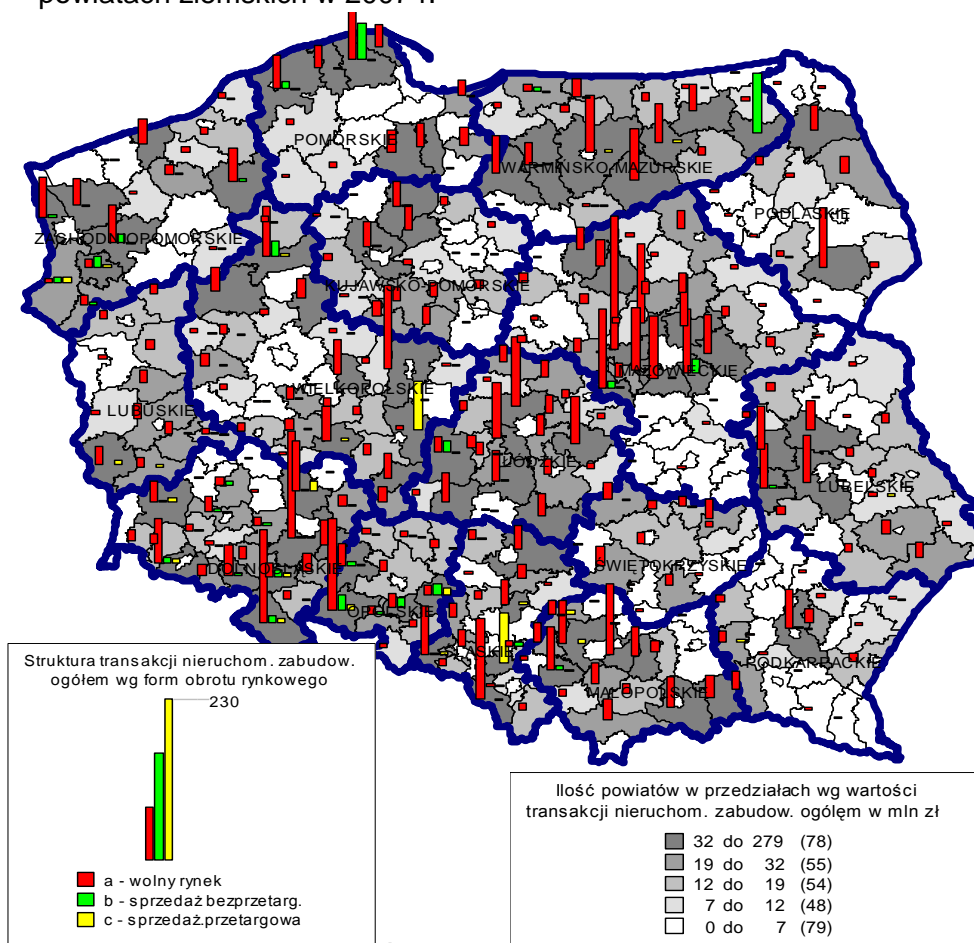 powiatach ziemskich w 2007 r.
POMORSKIE
WARMIŃSKO-MAZURSKIE
PODLASKIE
ZACHODNIOPOMORSKIE
KUJAWSKO-POMORSKIE
MAZOWIECKIE
WIELKOPOLSKIE
LUBUSKIE
ŁÓDZKIE
LUBELSKIE
DOLNOŚLĄSKIE
ŚWIĘTOKRZYSKIE
OPOLSKIE
ŚLĄSKIE
PODKARPACKIE
MAŁOPOLSKIE
Struktura transakcji nieruchom. zabudow.
ogółem wg form obrotu rynkowego
230
a - wolny rynek
b - sprzedaż bezprzetarg.
c - sprzedaż.przetargowa
Ilość powiatów w przedziałach wg wartości
transakcji nieruchom. zabudow. ogólęm w mln zł
32 do 279 (78)
19 do 32 (55)
12 do 19 (54)
7 do 12 (48)
0 do 7 (79)